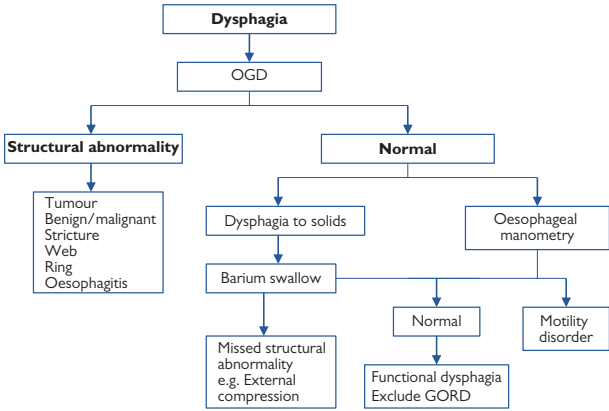 Dysphagia
OGD
Structural abnormality
Normal
Tumour
Benign/malignant
Stricture
Web
Ring
Oesophagitis
Dysphagia to solids
Oesophageal
manometry
Barium swallow
Normal
Motility
disorder
Missed structural
abnormality
e.g. External
compression
Functional dysphagia
Exclude GORD